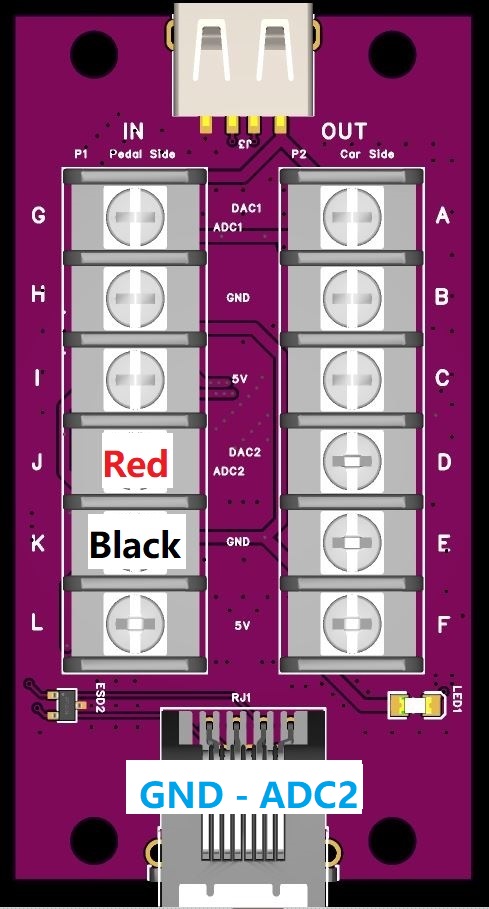 J3
IN OUT
P1 Pedal Side P2 Car Side
G DAC1 A
ADC1
H GND B
I 5V C
J Red DAC2 D
ADC2
K Black GND E
L 5V F
ESD2 RJ1 LED1
GND - ADC2